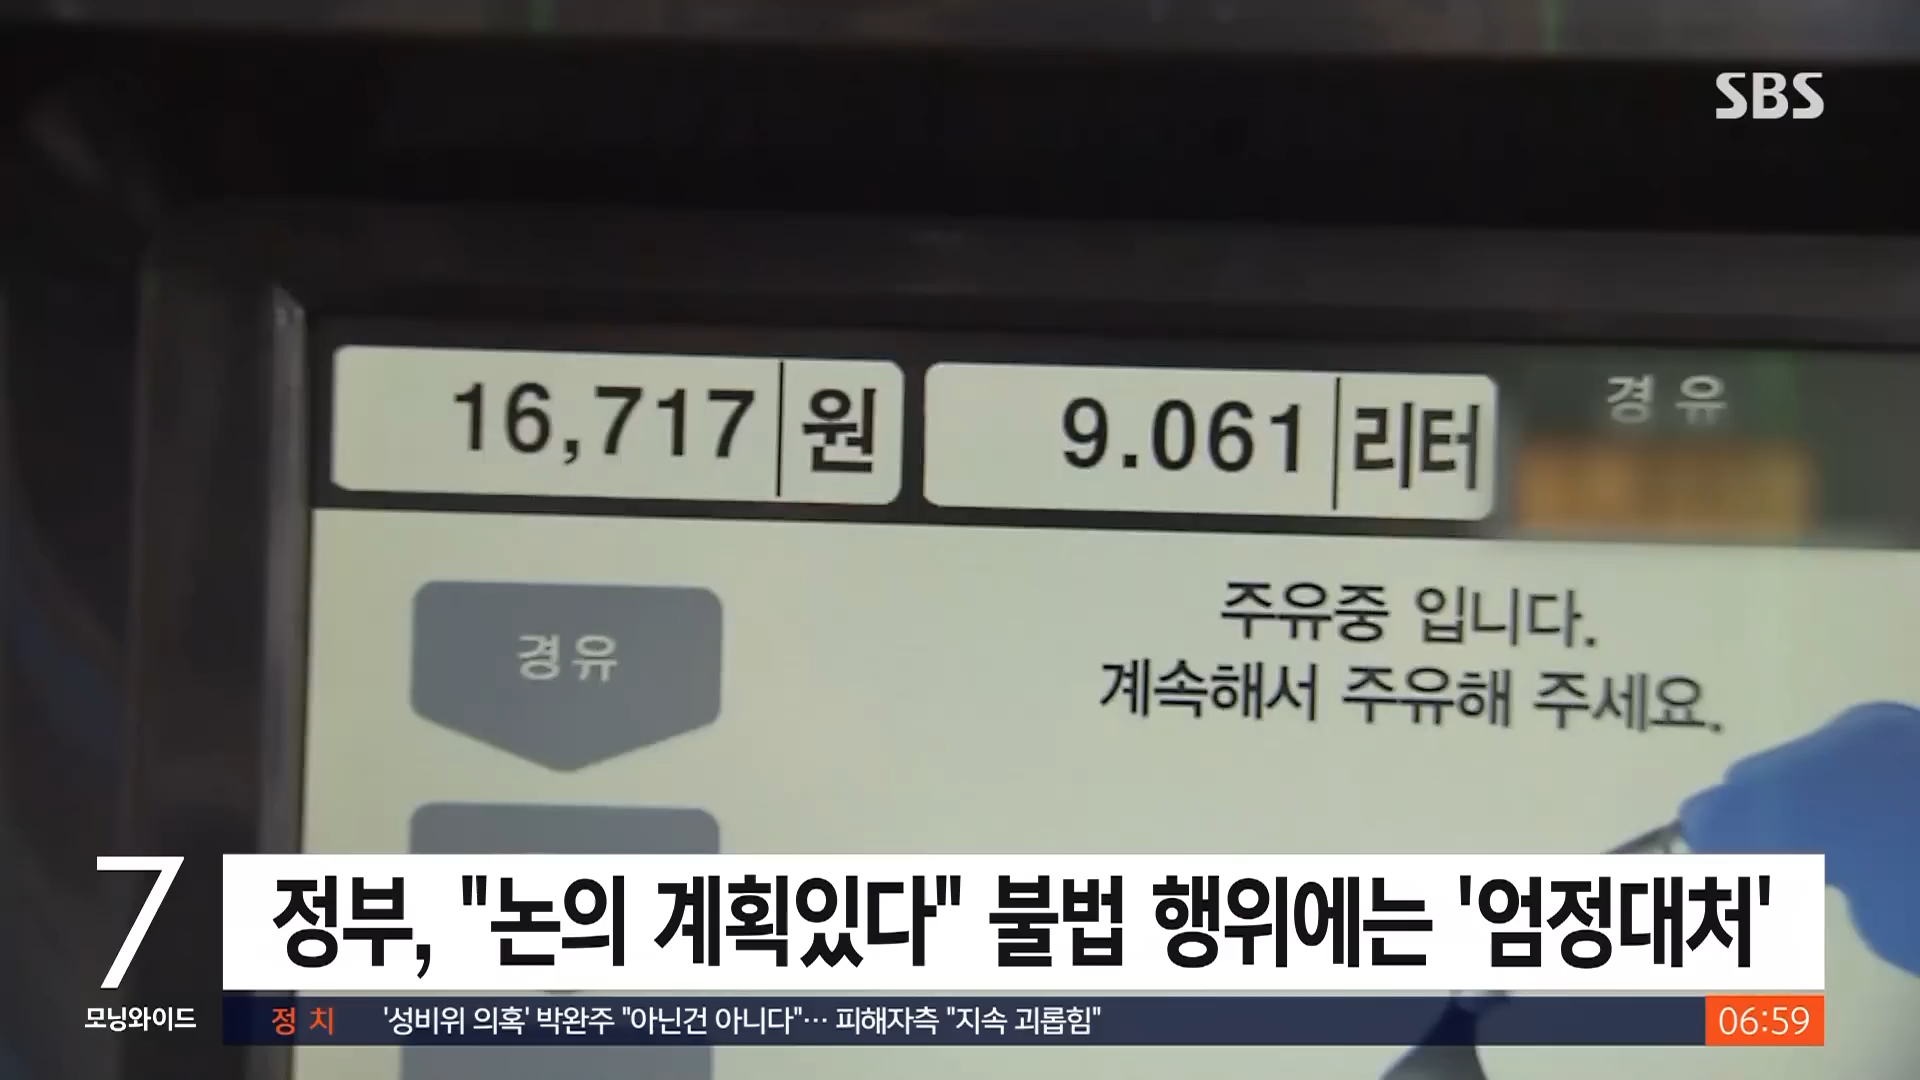 SBS
16,717 원 9.061 리터 경유
주유중 입니다.
계속해서 주유해 주세요.
경유
7 정부, "논의 계획있다" 불법 행위에는 '엄정대처'
모닝와이드 정치 '성비위 의혹' 박완주 "아닌건 아니다"… 피해자측 "지속 괴롭힘" 06:59